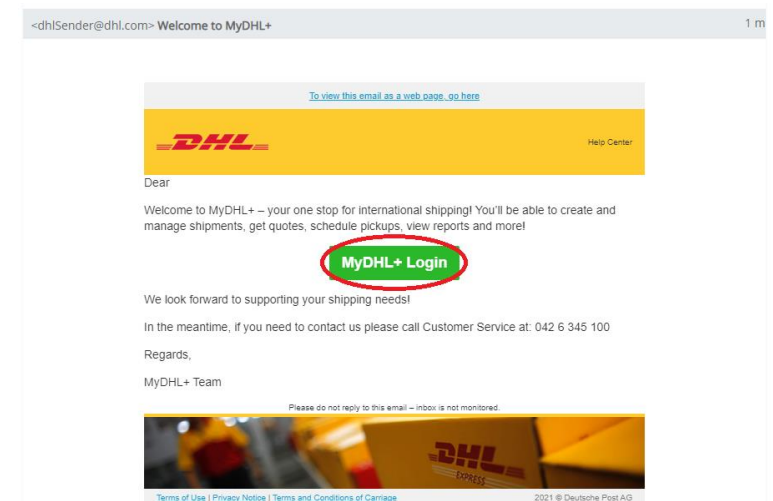 <dhlSender@dhl.com> Welcome to MyDHL+
1 m
To view this email as a web page, go here
DHL
Help Center
Dear
Welcome to MyDHL+ – your one stop for international shipping! You'll be able to create and
manage shipments, get quotes, schedule pickups, view reports and more!
MyDHL+ Login
We look forward to supporting your shipping needs!
In the meantime, if you need to contact us please call Customer Service at: 042 6 345 100
Regards,
MyDHL+ Team
Please do not reply to this email – inbox is not monitored.
DHL
EXPRESS
Terms of Use | Privacy Notice | Terms and Conditions of Carriage
2021 © Deutsche Post AG